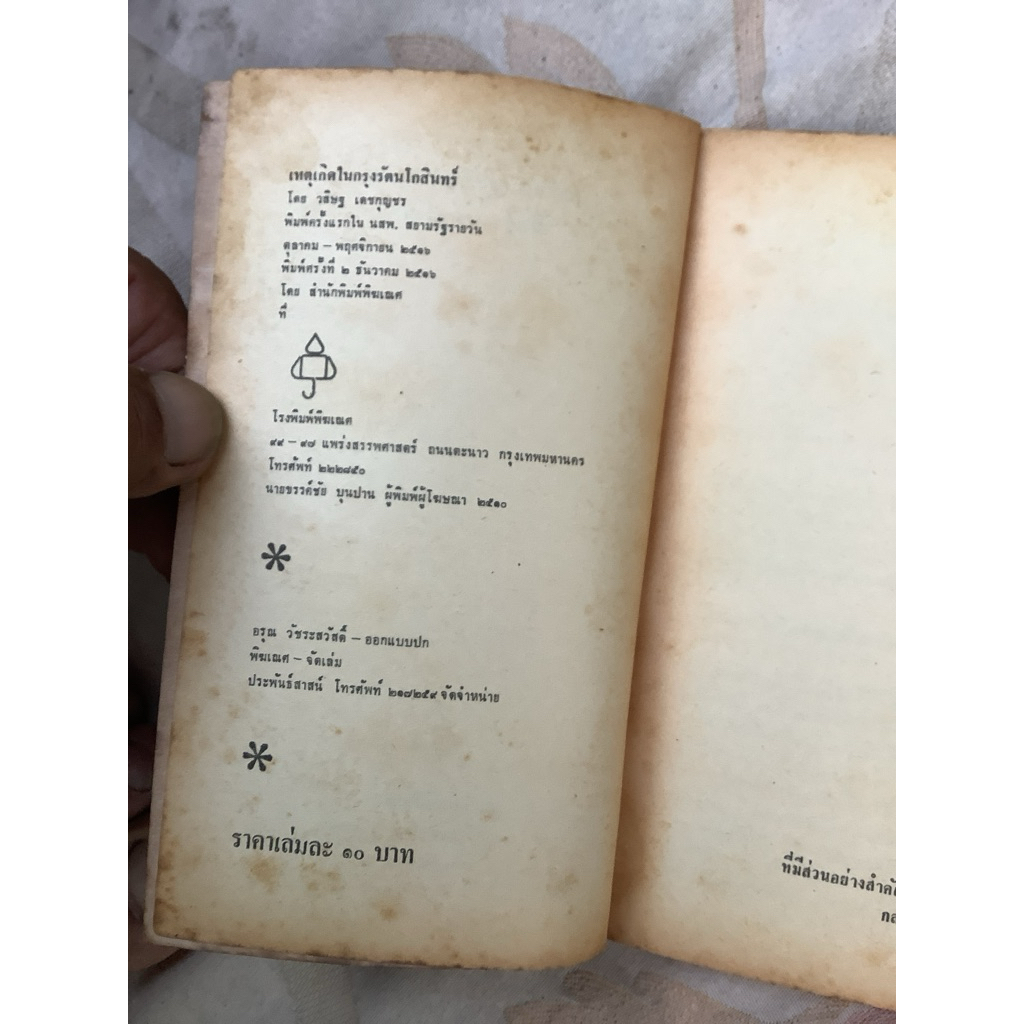 เหตุเกิดในกรุงรัตนโกสินทร์
โดย วสิษฐ เดชกุญชร
พิมพ์ครั้งแรกใน นสพ. สยามรัฐรายวัน
ตุลาคม – พฤศจิกายน ๒๕๑๖
พิมพ์ครั้งที่ ๒ ธันวาคม ๒๕๑๖
โดย สำนักพิมพ์พิฆเณศ
ที่
โรงพิมพ์พิฆเณศ
๙๙ – ๙๗ แพร่งสรรพศาสตร์ ถนนตะนาว กรุงเทพมหานคร
โทรศัพท์ ๒๒๒๘๕๐
นายขรรค์ชัย บุนปาน ผู้พิมพ์ผู้โฆษณา ๒๕๑๐
*
อรุณ วัชระสวัสดิ์ – ออกแบบปก
พิฆเณศ – จัดเล่ม
ประพันธ์สาสน์ โทรศัพท์ ๒๑๗๒๕๙ จัดจำหน่าย
*
ราคาเล่มละ ๑๐ บาท
ที่มีส่วนอย่างสำคั